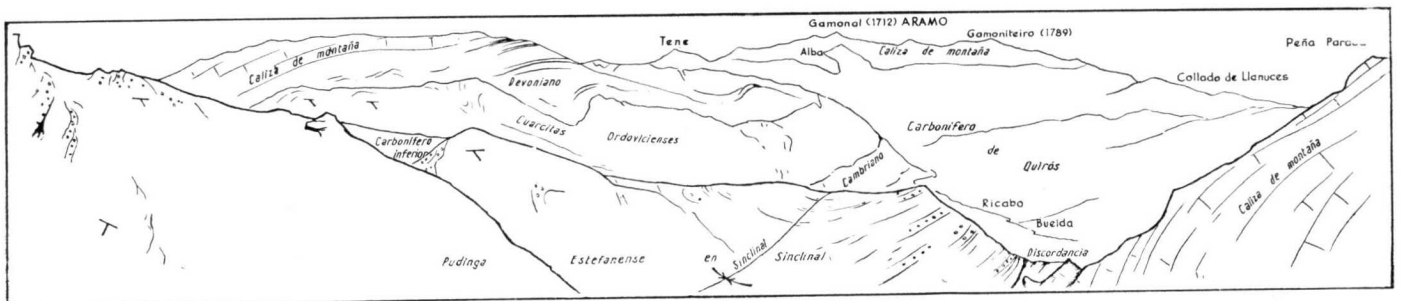 Gamonal (1712) ARAMO
Gamoniteiro (1789)
Tene
Alba
Caliza de montaña
Peña
Caliza de montaña
Collado de Llanuces
Devoniano
Cuarcitas Ordovicienses
Carbonífero de Quirós
Carbonífero inferior
Cambriano
Caliza de montaña
Ricabo
Bueida
Discordancia
Pudinga Estefanense en Sinclinal
Sinclinal